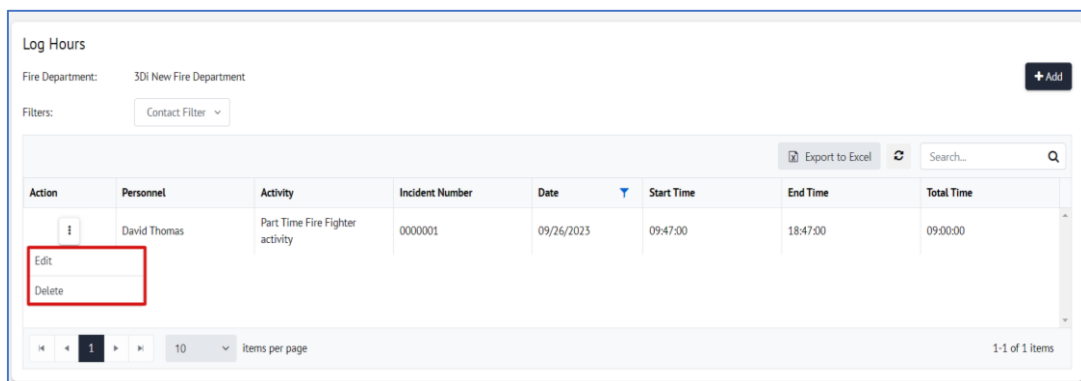 Log Hours
Fire Department: 3Di New Fire Department
+ Add
Filters: Contact Filter
Export to Excel Search...
Action Personnel Activity Incident Number Date Start Time End Time Total Time
David Thomas Part Time Fire Fighter activity 0000001 09/26/2023 09:47:00 18:47:00 09:00:00
Edit
Delete
1 10 items per page 1-1 of 1 items